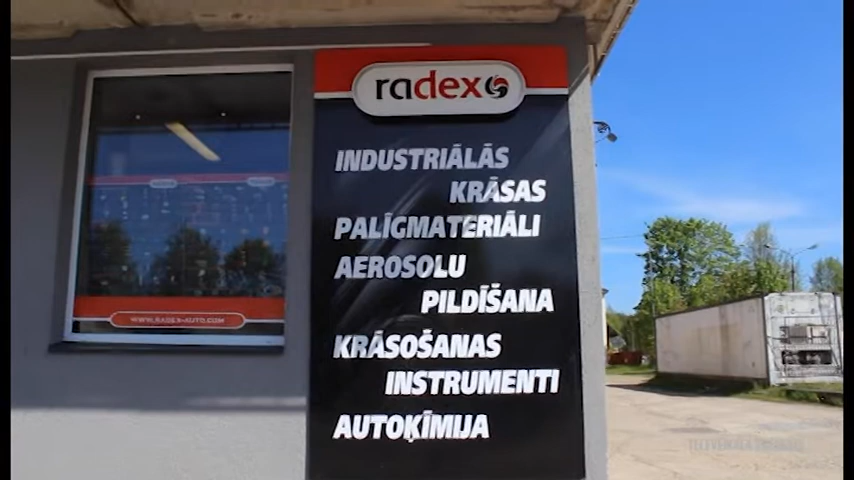 radex
INDUSTRIĀLĀS
KRĀSAS
PALĪGMATERIĀLI
AEROSOLU
PILDĪŠANA
KRĀSOŠANAS
INSTRUMENTI
AUTOĶĪMIJA
WWW.RADEX-AUTO.COM